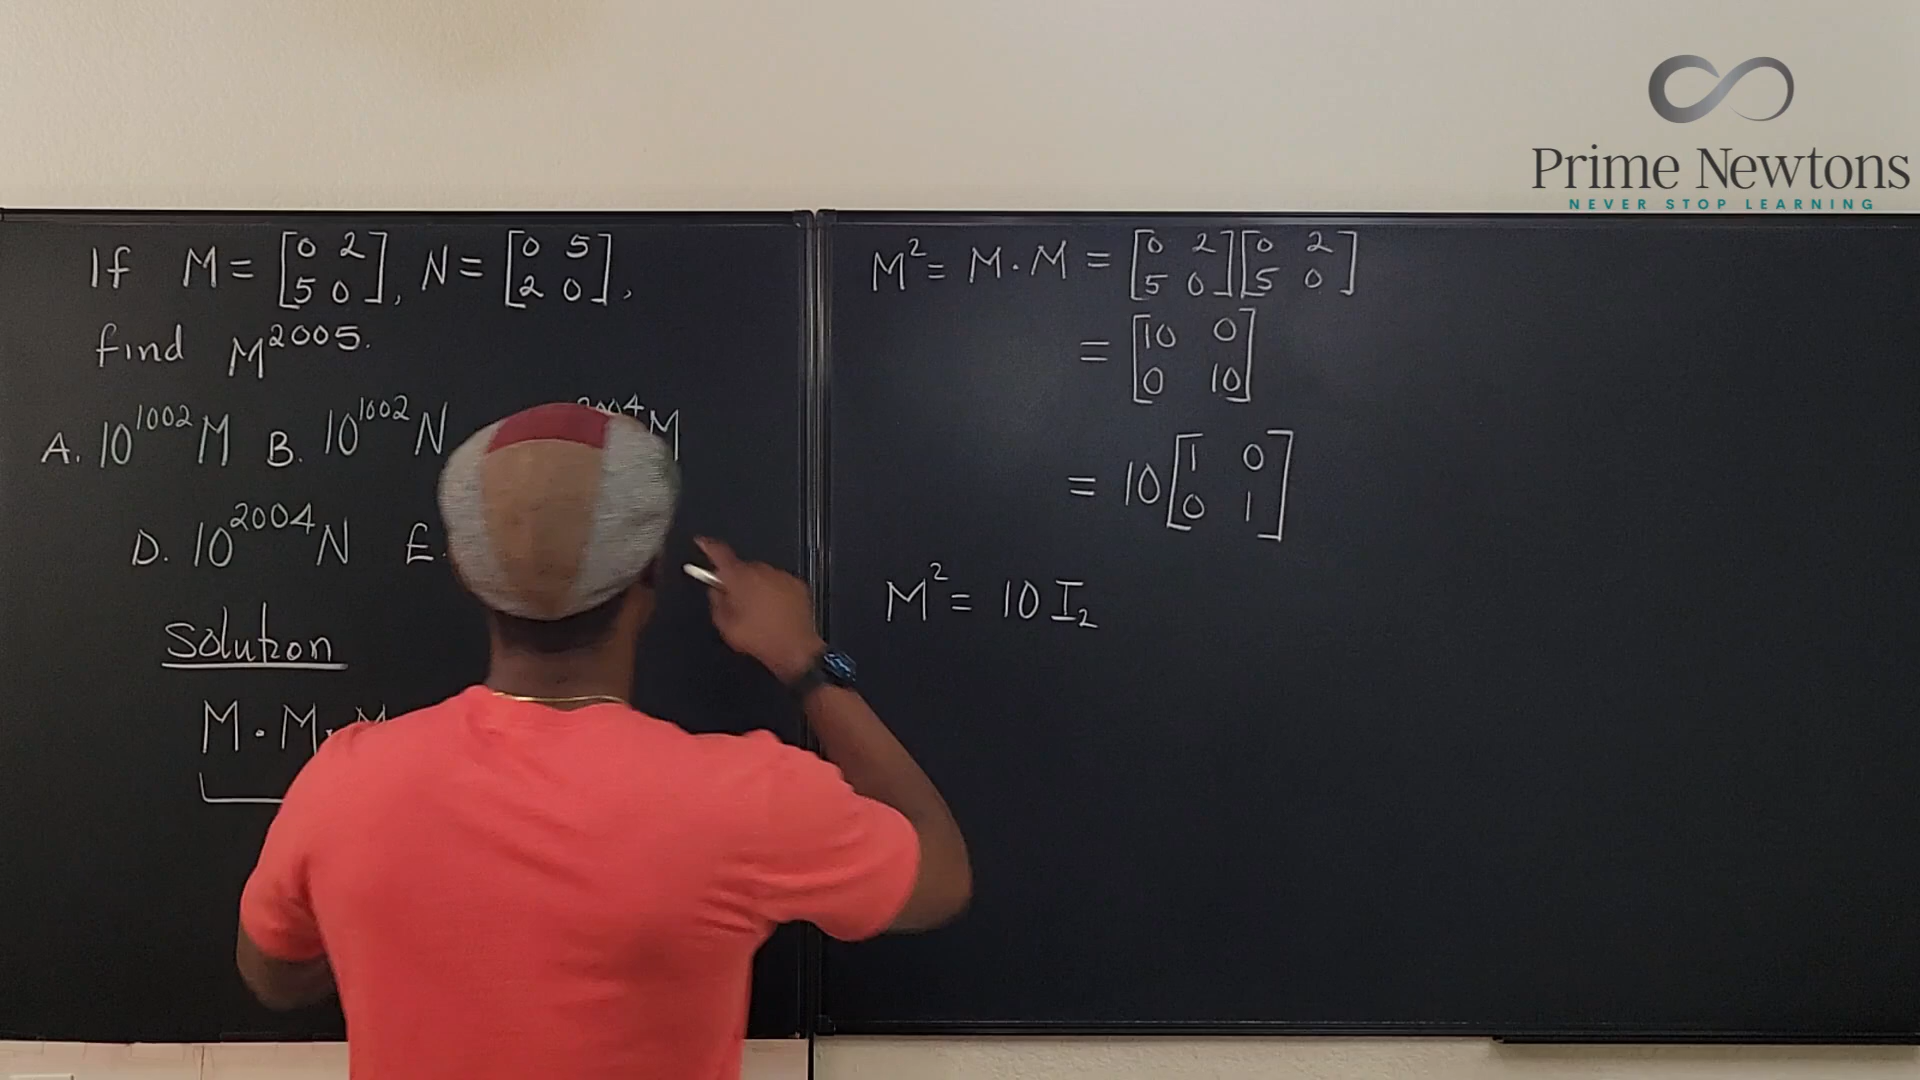 Prime Newtons
NEVER STOP LEARNING
If M = [0 2; 5 0], N = [0 5; 2 0],
find M^2005.
A. 10^1002 M B. 10^1002 N 2004 M
D. 10^2004 N E.
Solution
M · M ·
M^2 = M · M = [0 2; 5 0][0 2; 5 0]
= [10 0; 0 10]
= 10[1 0; 0 1]
M^2 = 10 I_2